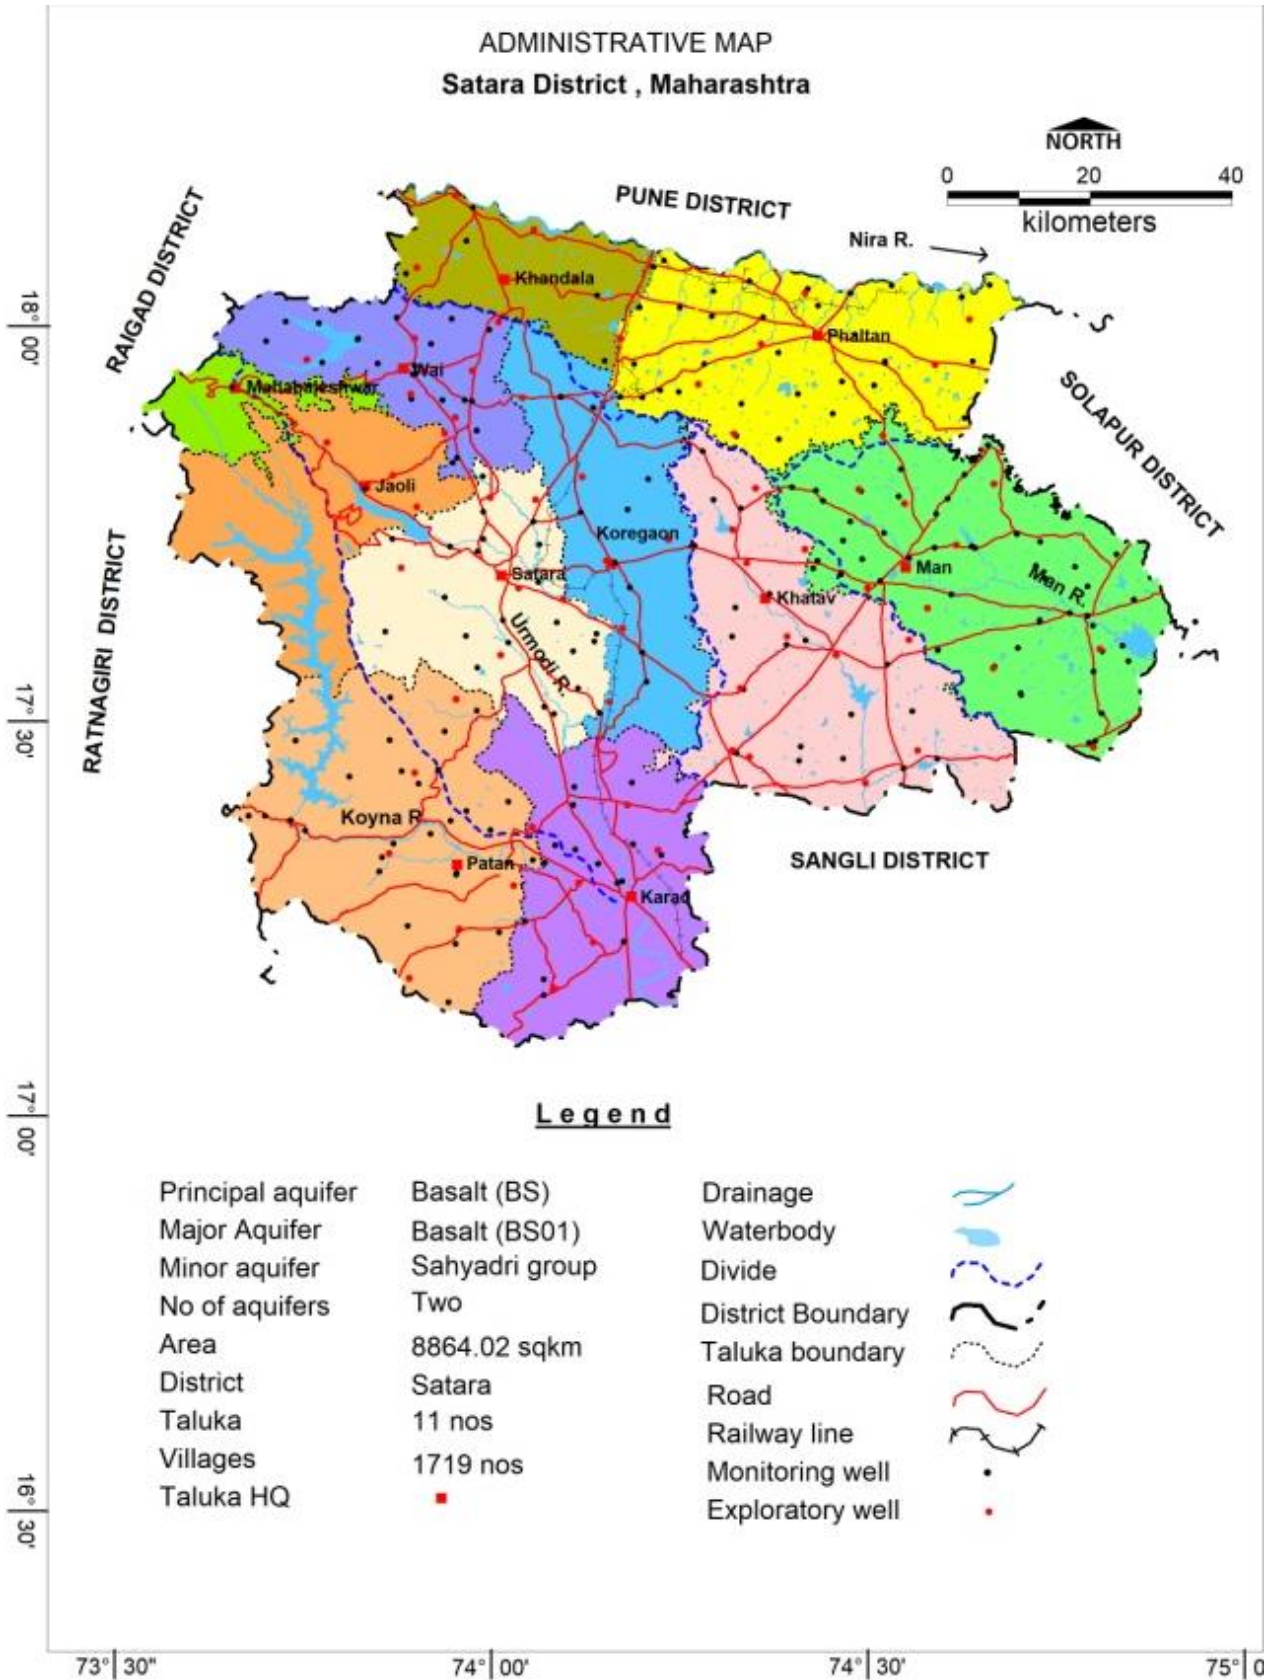 ADMINISTRATIVE MAP
Satara District , Maharashtra
NORTH
0 20 40
kilometers
PUNE DISTRICT
RAIGAD DISTRICT
Nira R.
Khandala
18° 00'
Phaltan
Wai
Mahabaleshwar
SOLAPUR DISTRICT
Jaoli
Koregaon
RATNAGIRI DISTRICT
Satara
Man
Man R.
Khatav
Urmodi R.
17° 30'
Koyna R
Patan
SANGLI DISTRICT
Karad
17° 00'
Legend
Principal aquifer Basalt (BS)
Major Aquifer Basalt (BS01)
Minor aquifer Sahyadri group
No of aquifers Two
Area 8864.02 sqkm
District Satara
Taluka 11 nos
Villages 1719 nos
Taluka HQ
Drainage
Waterbody
Divide
District Boundary
Taluka boundary
Road
Railway line
Monitoring well
Exploratory well
16° 30'
73° 30" 74° 00' 74° 30' 75° 0